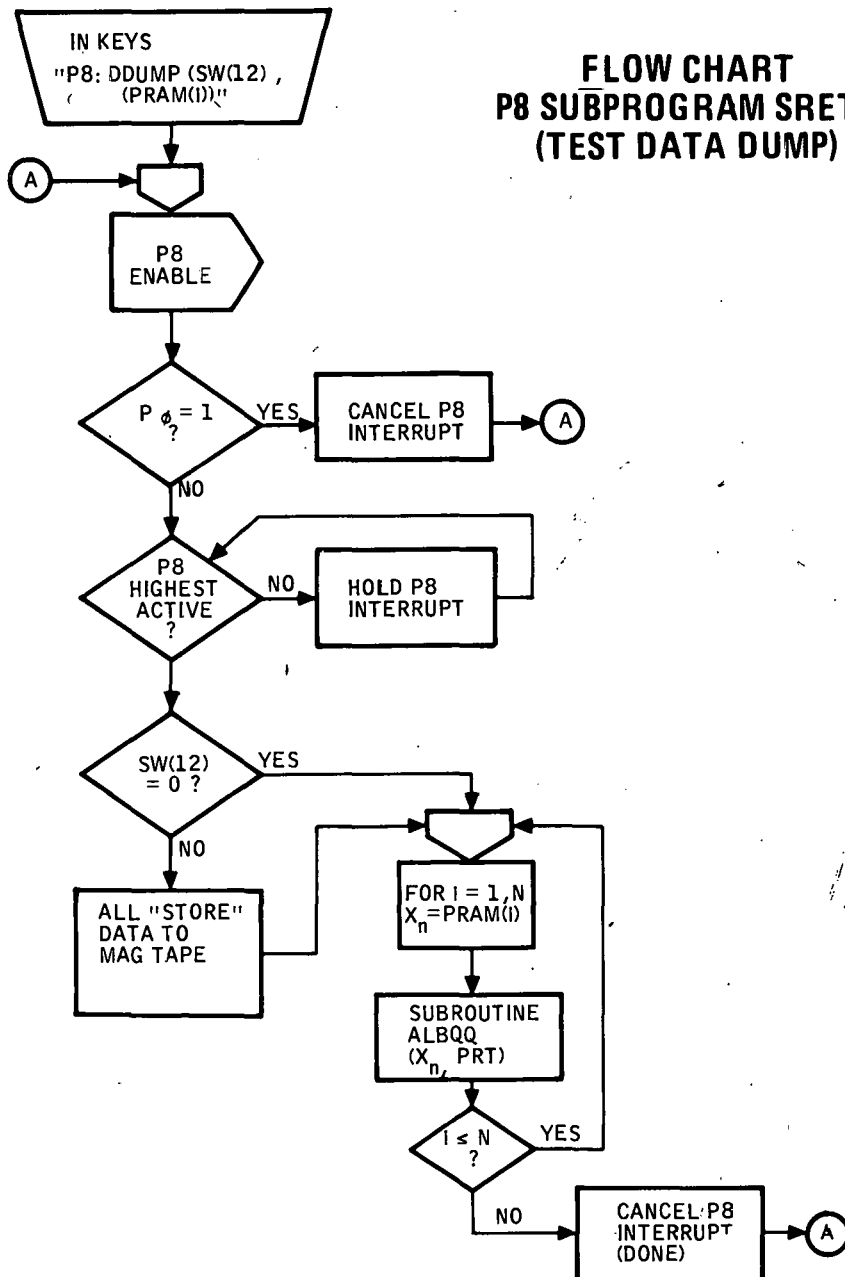 FLOW CHART
P8 SUBPROGRAM SRET
(TEST DATA DUMP)
IN KEYS
"P8: DDUMP (SW(12) ,
(PRAM(I))"
A
P8
ENABLE
P ø = 1
?
YES
CANCEL P8
INTERRUPT
A
NO
P8
HIGHEST
ACTIVE
?
NO
HOLD P8
INTERRUPT
SW(12)
= 0 ?
YES
NO
ALL "STORE"
DATA TO
MAG TAPE
FOR I = 1,N
Xn=PRAM(I)
SUBROUTINE
ALBQQ
(Xn, PRT)
I ≤ N
?
YES
NO
CANCEL P8
INTERRUPT
(DONE)
A